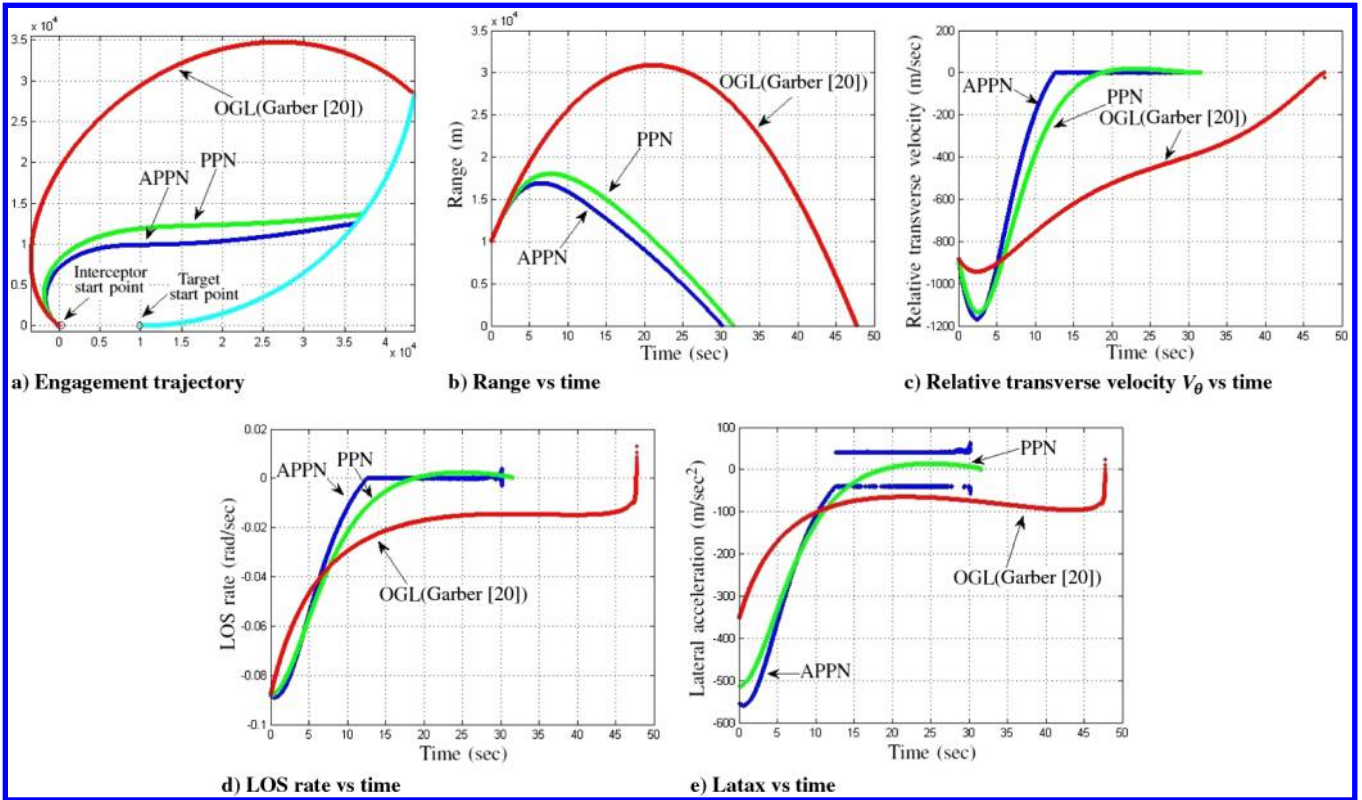 x 10⁴
3.5
3
2.5
2
1.5
1
0.5
0
OGL(Garber [20])
APPN
PPN
Interceptor
start point
Target
start point
0 0.5 1 1.5 2 2.5 3 3.5 4
x 10⁴
a) Engagement trajectory
x 10⁴
3.5
3
2.5
2
1.5
1
0.5
0
Range (m)
OGL(Garber [20])
PPN
APPN
0 5 10 15 20 25 30 35 40 45 50
Time (sec)
b) Range vs time
200
0
-200
-400
-600
-800
-1000
-1200
Relative transverse velocity (m/sec)
APPN
PPN
OGL(Garber [20])
0 5 10 15 20 25 30 35 40 45 50
Time (sec)
c) Relative transverse velocity Vθ vs time
0.02
0
-0.02
-0.04
-0.06
-0.08
-0.1
LOS rate (rad/sec)
APPN
PPN
OGL(Garber [20])
0 5 10 15 20 25 30 35 40 45 50
Time (sec)
d) LOS rate vs time
100
0
-100
-200
-300
-400
-500
-600
Lateral acceleration (m/sec²)
PPN
OGL(Garber [20])
APPN
0 5 10 15 20 25 30 35 40 45 50
Time (sec)
e) Latax vs time